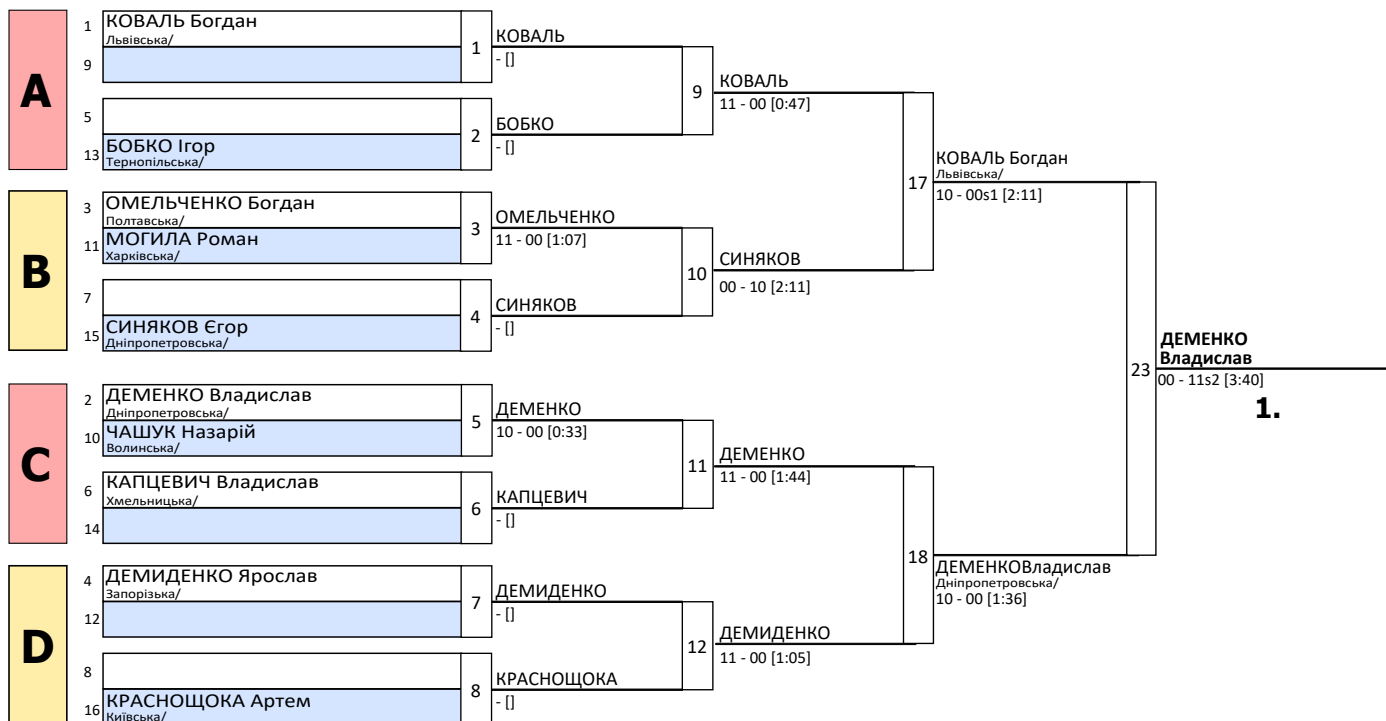 A
1 КОВАЛЬ Богдан
Львівська/
9
1
КОВАЛЬ
- []
5
13 БОБКО Ігор
Тернопільська/
2
БОБКО
- []
9
КОВАЛЬ
11 - 00 [0:47]
B
3 ОМЕЛЬЧЕНКО Богдан
Полтавська/
11 МОГИЛА Роман
Харківська/
3
ОМЕЛЬЧЕНКО
11 - 00 [1:07]
7
15 СИНЯКОВ Єгор
Дніпропетровська/
4
СИНЯКОВ
- []
10
СИНЯКОВ
00 - 10 [2:11]
17
КОВАЛЬ Богдан
Львівська/
10 - 00s1 [2:11]
C
2 ДЕМЕНКО Владислав
Дніпропетровська/
10 ЧАШУК Назарій
Волинська/
5
ДЕМЕНКО
10 - 00 [0:33]
6 КАПЦЕВИЧ Владислав
Хмельницька/
14
6
КАПЦЕВИЧ
- []
11
ДЕМЕНКО
11 - 00 [1:44]
D
4 ДЕМИДЕНКО Ярослав
Запорізька/
12
7
ДЕМИДЕНКО
- []
8
16 КРАСНОЩОКА Артем
Київська/
8
КРАСНОЩОКА
- []
12
ДЕМИДЕНКО
11 - 00 [1:05]
18
ДЕМЕНКОВладислав
Дніпропетровська/
10 - 00 [1:36]
23
ДЕМЕНКО
Владислав
00 - 11s2 [3:40]
1.